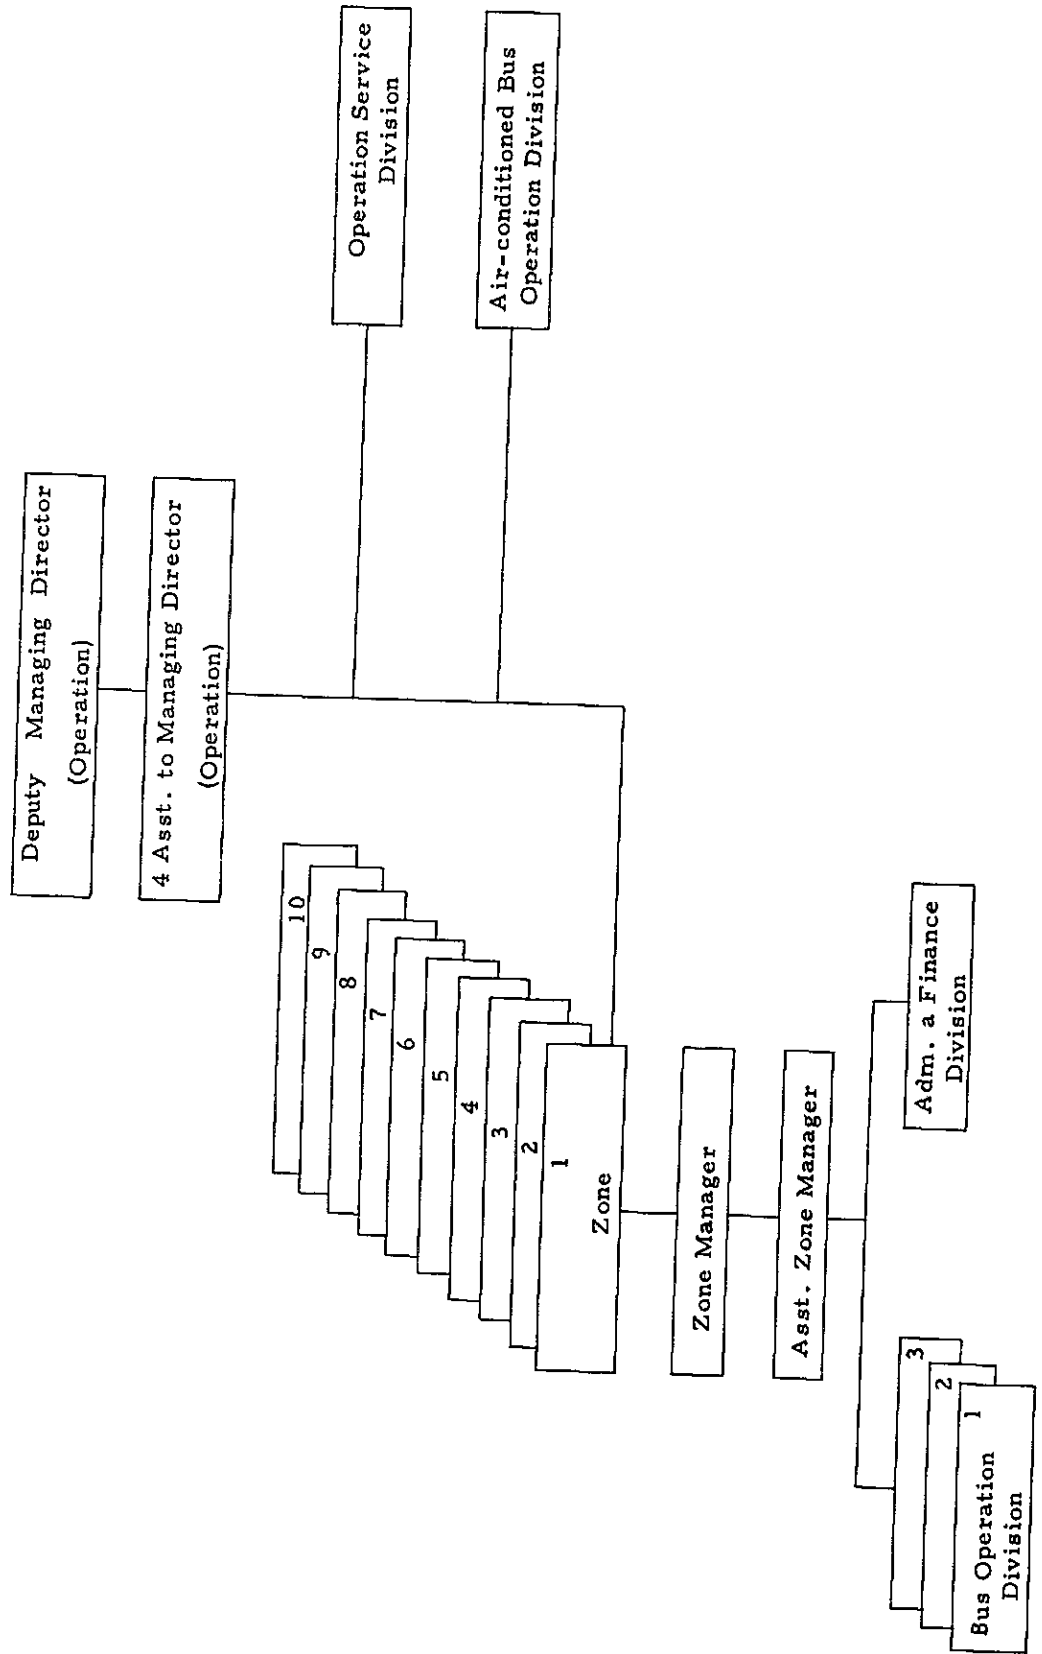 Deputy Managing Director
(Operation)
4 Asst. to Managing Director
(Operation)
Operation Service
Division
Air-conditioned Bus
Operation Division
10
9
8
7
6
5
4
3
2
1
Zone
Zone Manager
Asst. Zone Manager
Adm. a Finance
Division
3
2
1
Bus Operation
Division